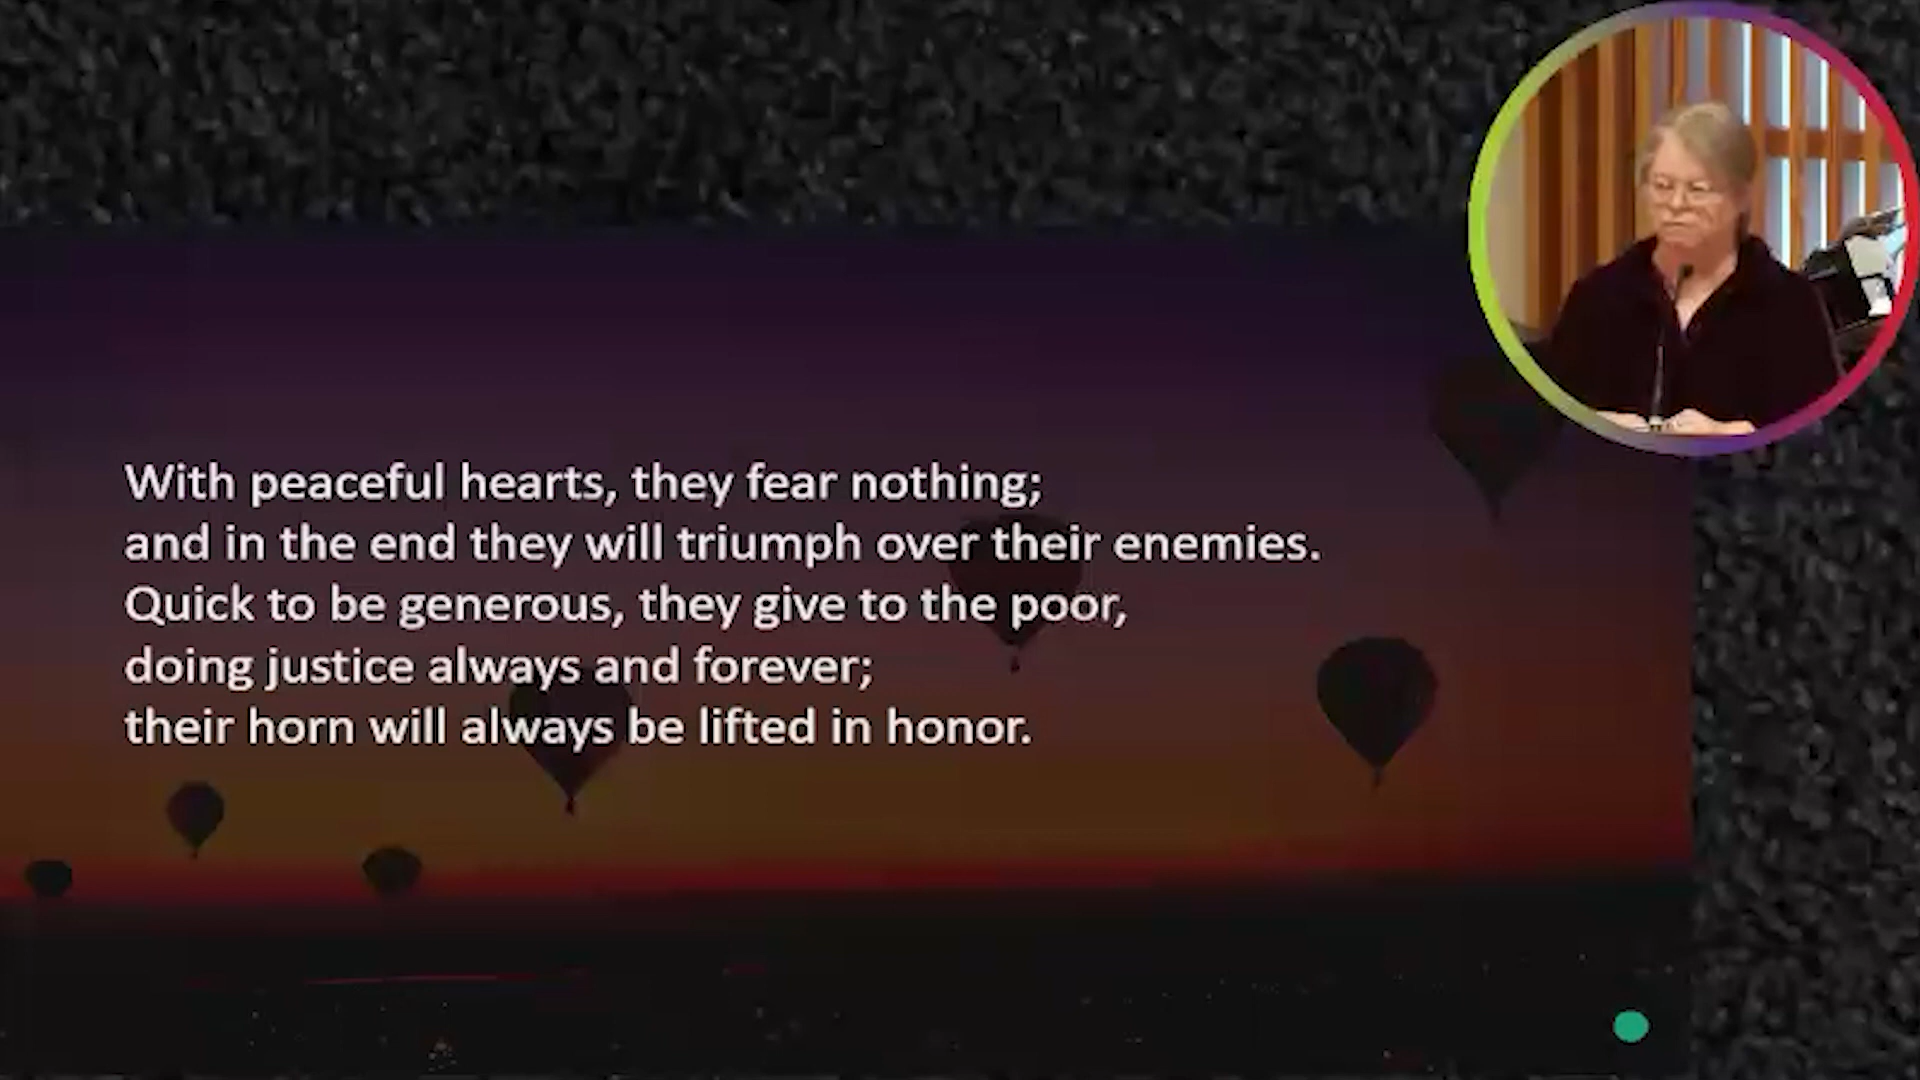 With peaceful hearts, they fear nothing;
and in the end they will triumph over their enemies.
Quick to be generous, they give to the poor,
doing justice always and forever;
their horn will always be lifted in honor.